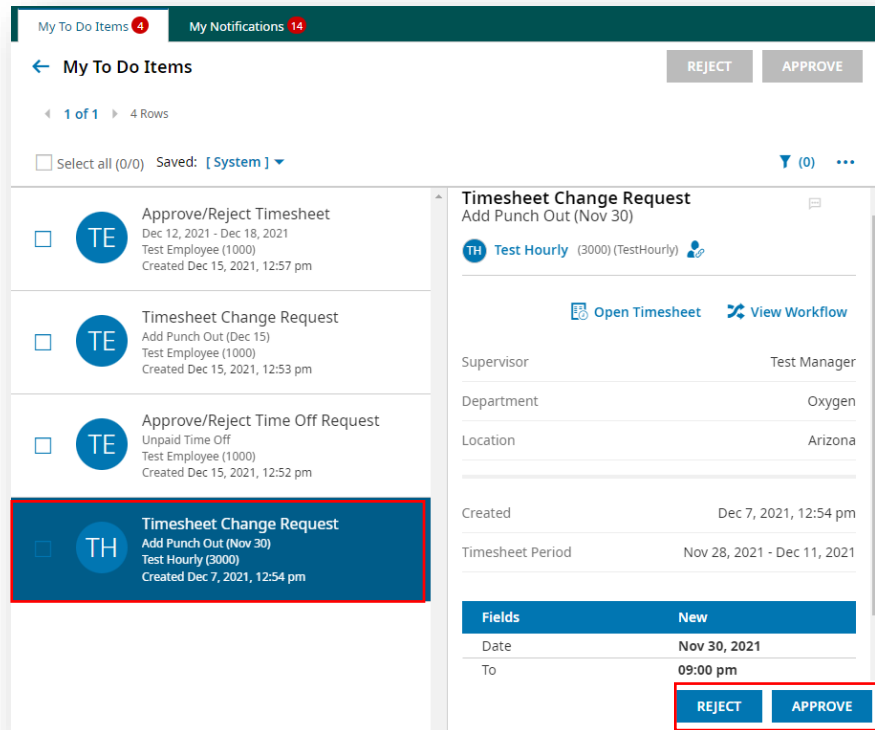 My To Do Items 4 My Notifications 14
← My To Do Items REJECT APPROVE
1 of 1 4 Rows
Select all (0/0) Saved: [ System ] (0) •••
TE
Approve/Reject Timesheet
Dec 12, 2021 - Dec 18, 2021
Test Employee (1000)
Created Dec 15, 2021, 12:57 pm
TE
Timesheet Change Request
Add Punch Out (Dec 15)
Test Employee (1000)
Created Dec 15, 2021, 12:53 pm
TE
Approve/Reject Time Off Request
Unpaid Time Off
Test Employee (1000)
Created Dec 15, 2021, 12:52 pm
TH
Timesheet Change Request
Add Punch Out (Nov 30)
Test Hourly (3000)
Created Dec 7, 2021, 12:54 pm
Timesheet Change Request
Add Punch Out (Nov 30)
TH Test Hourly (3000) (TestHourly)
Open Timesheet View Workflow
Supervisor Test Manager
Department Oxygen
Location Arizona
Created Dec 7, 2021, 12:54 pm
Timesheet Period Nov 28, 2021 - Dec 11, 2021
Fields New
Date Nov 30, 2021
To 09:00 pm
REJECT APPROVE